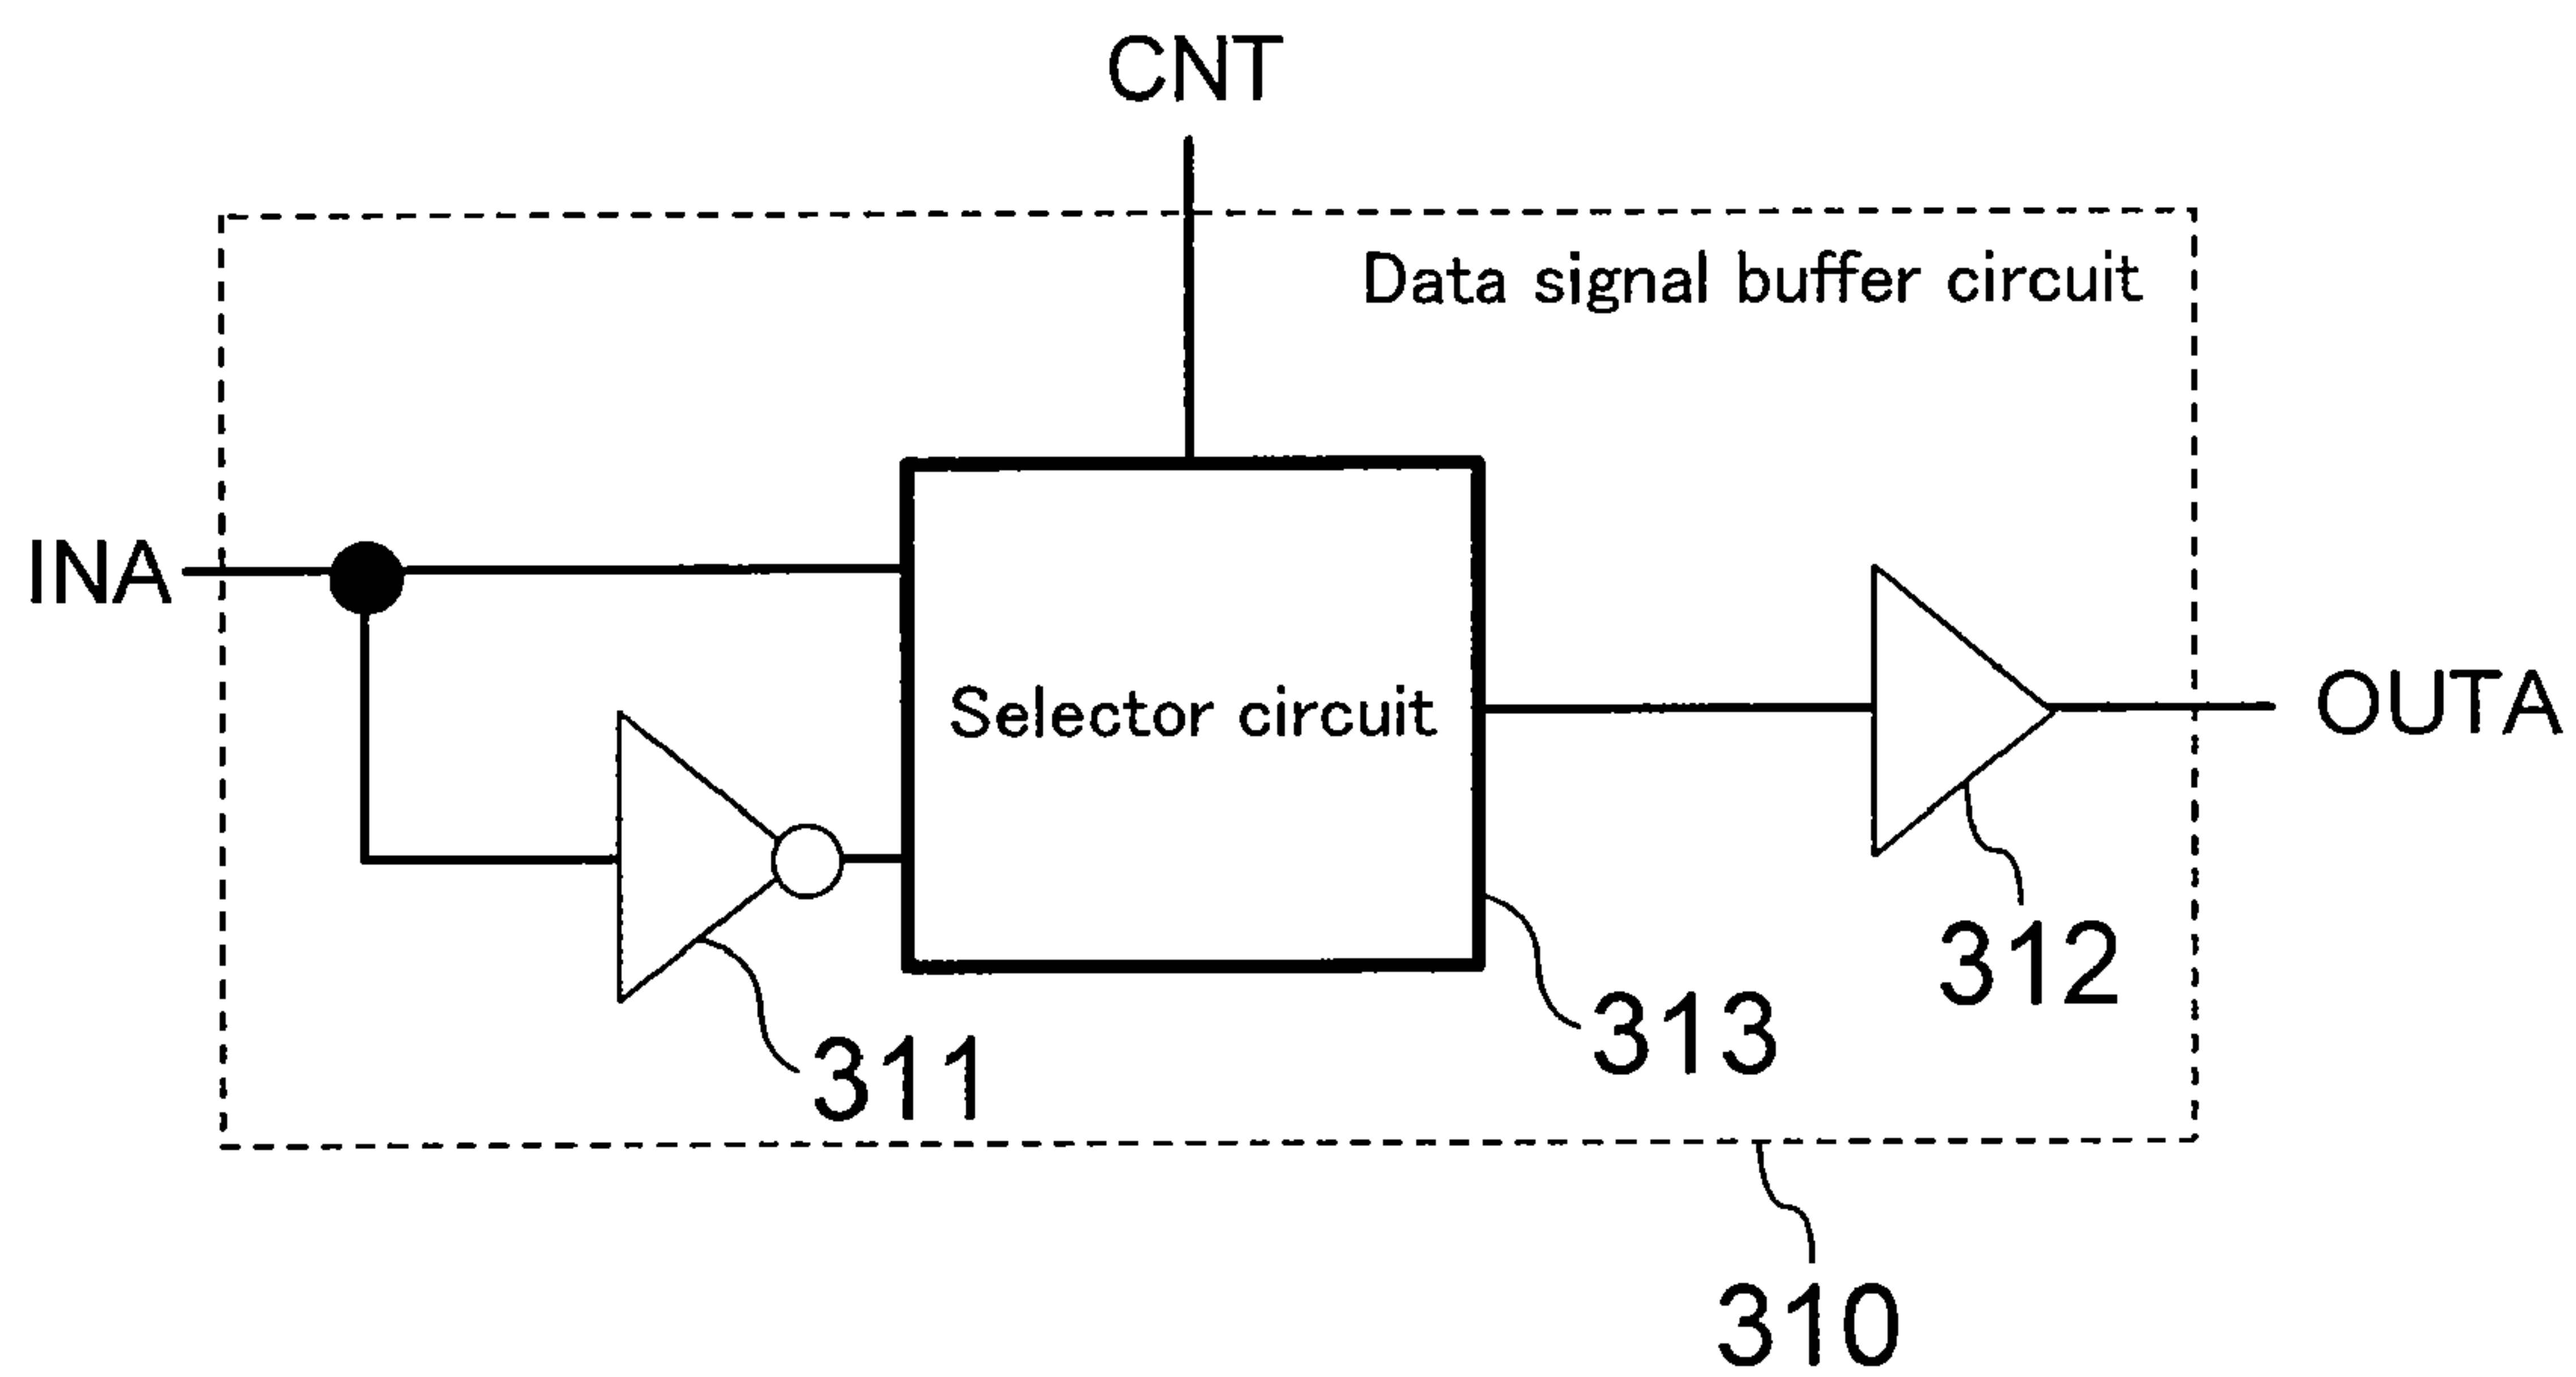 CNT
Data signal buffer circuit
INA
Selector circuit
OUTA
312
313
311
310